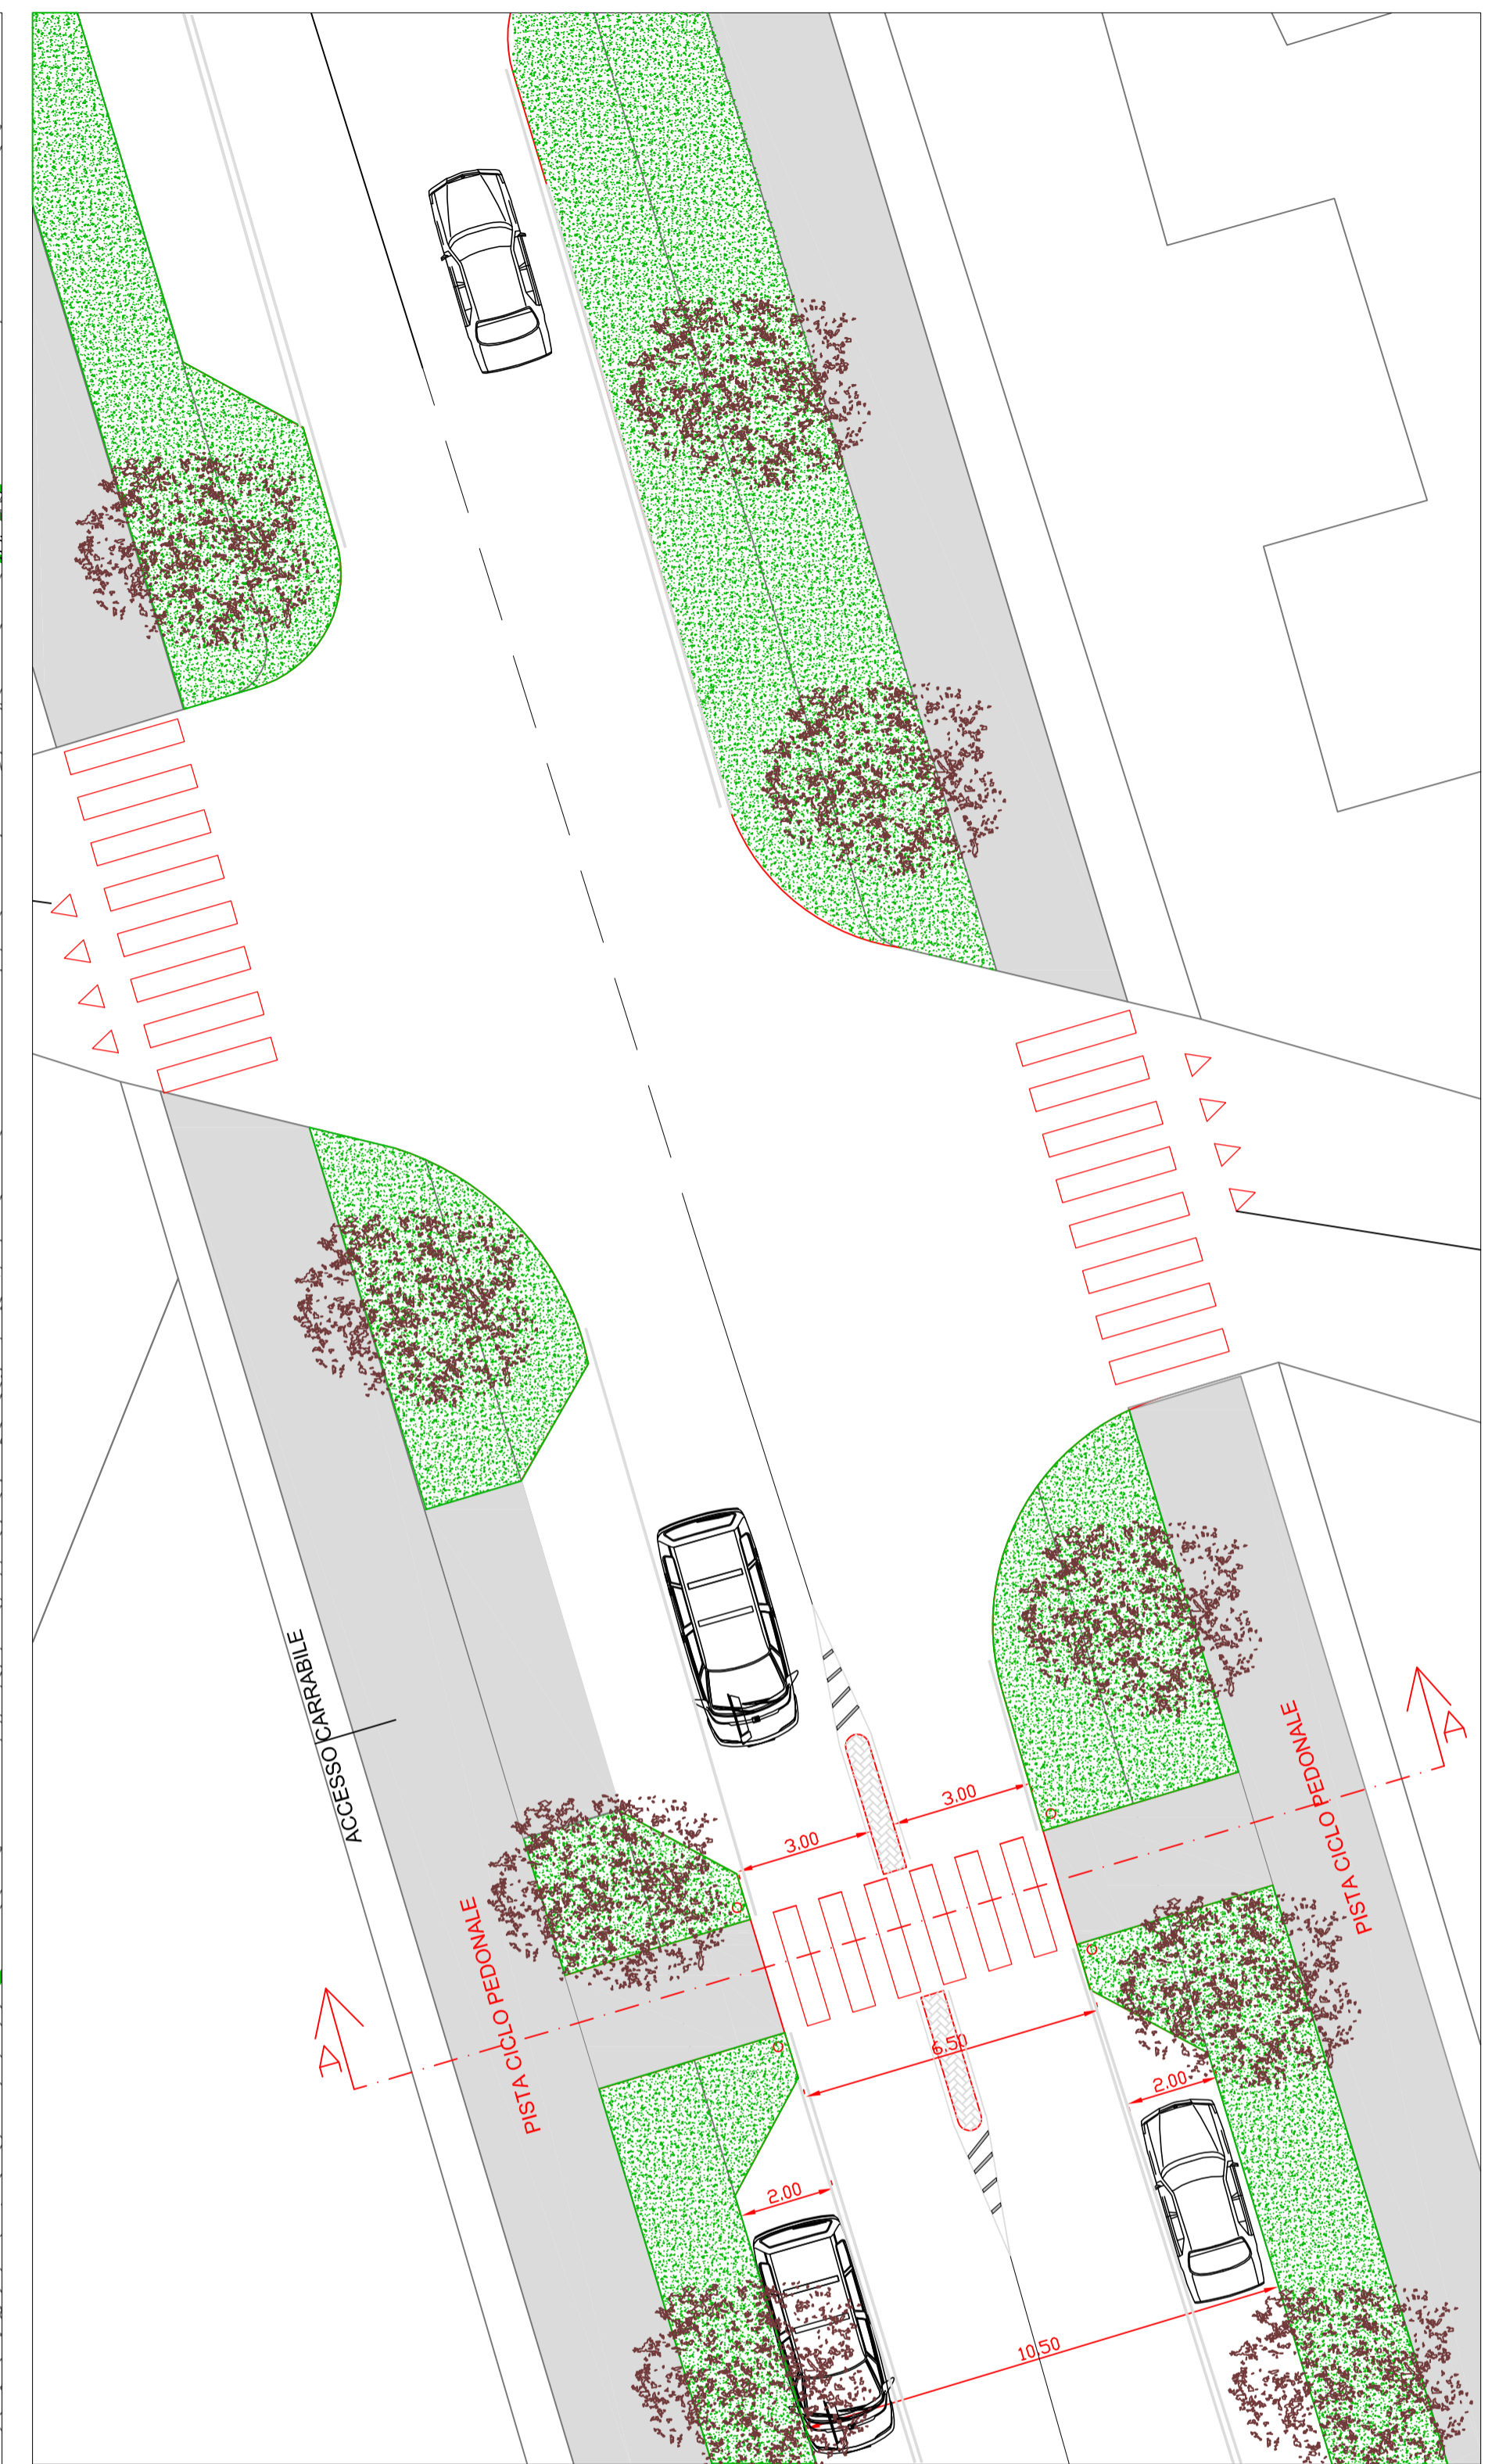 ACCESSO CARRABILE
PISTA CICLO PEDONALE
A
3.00
3.00
PISTA CICLO PEDONALE
A
6.50
2.00
2.00
10.50